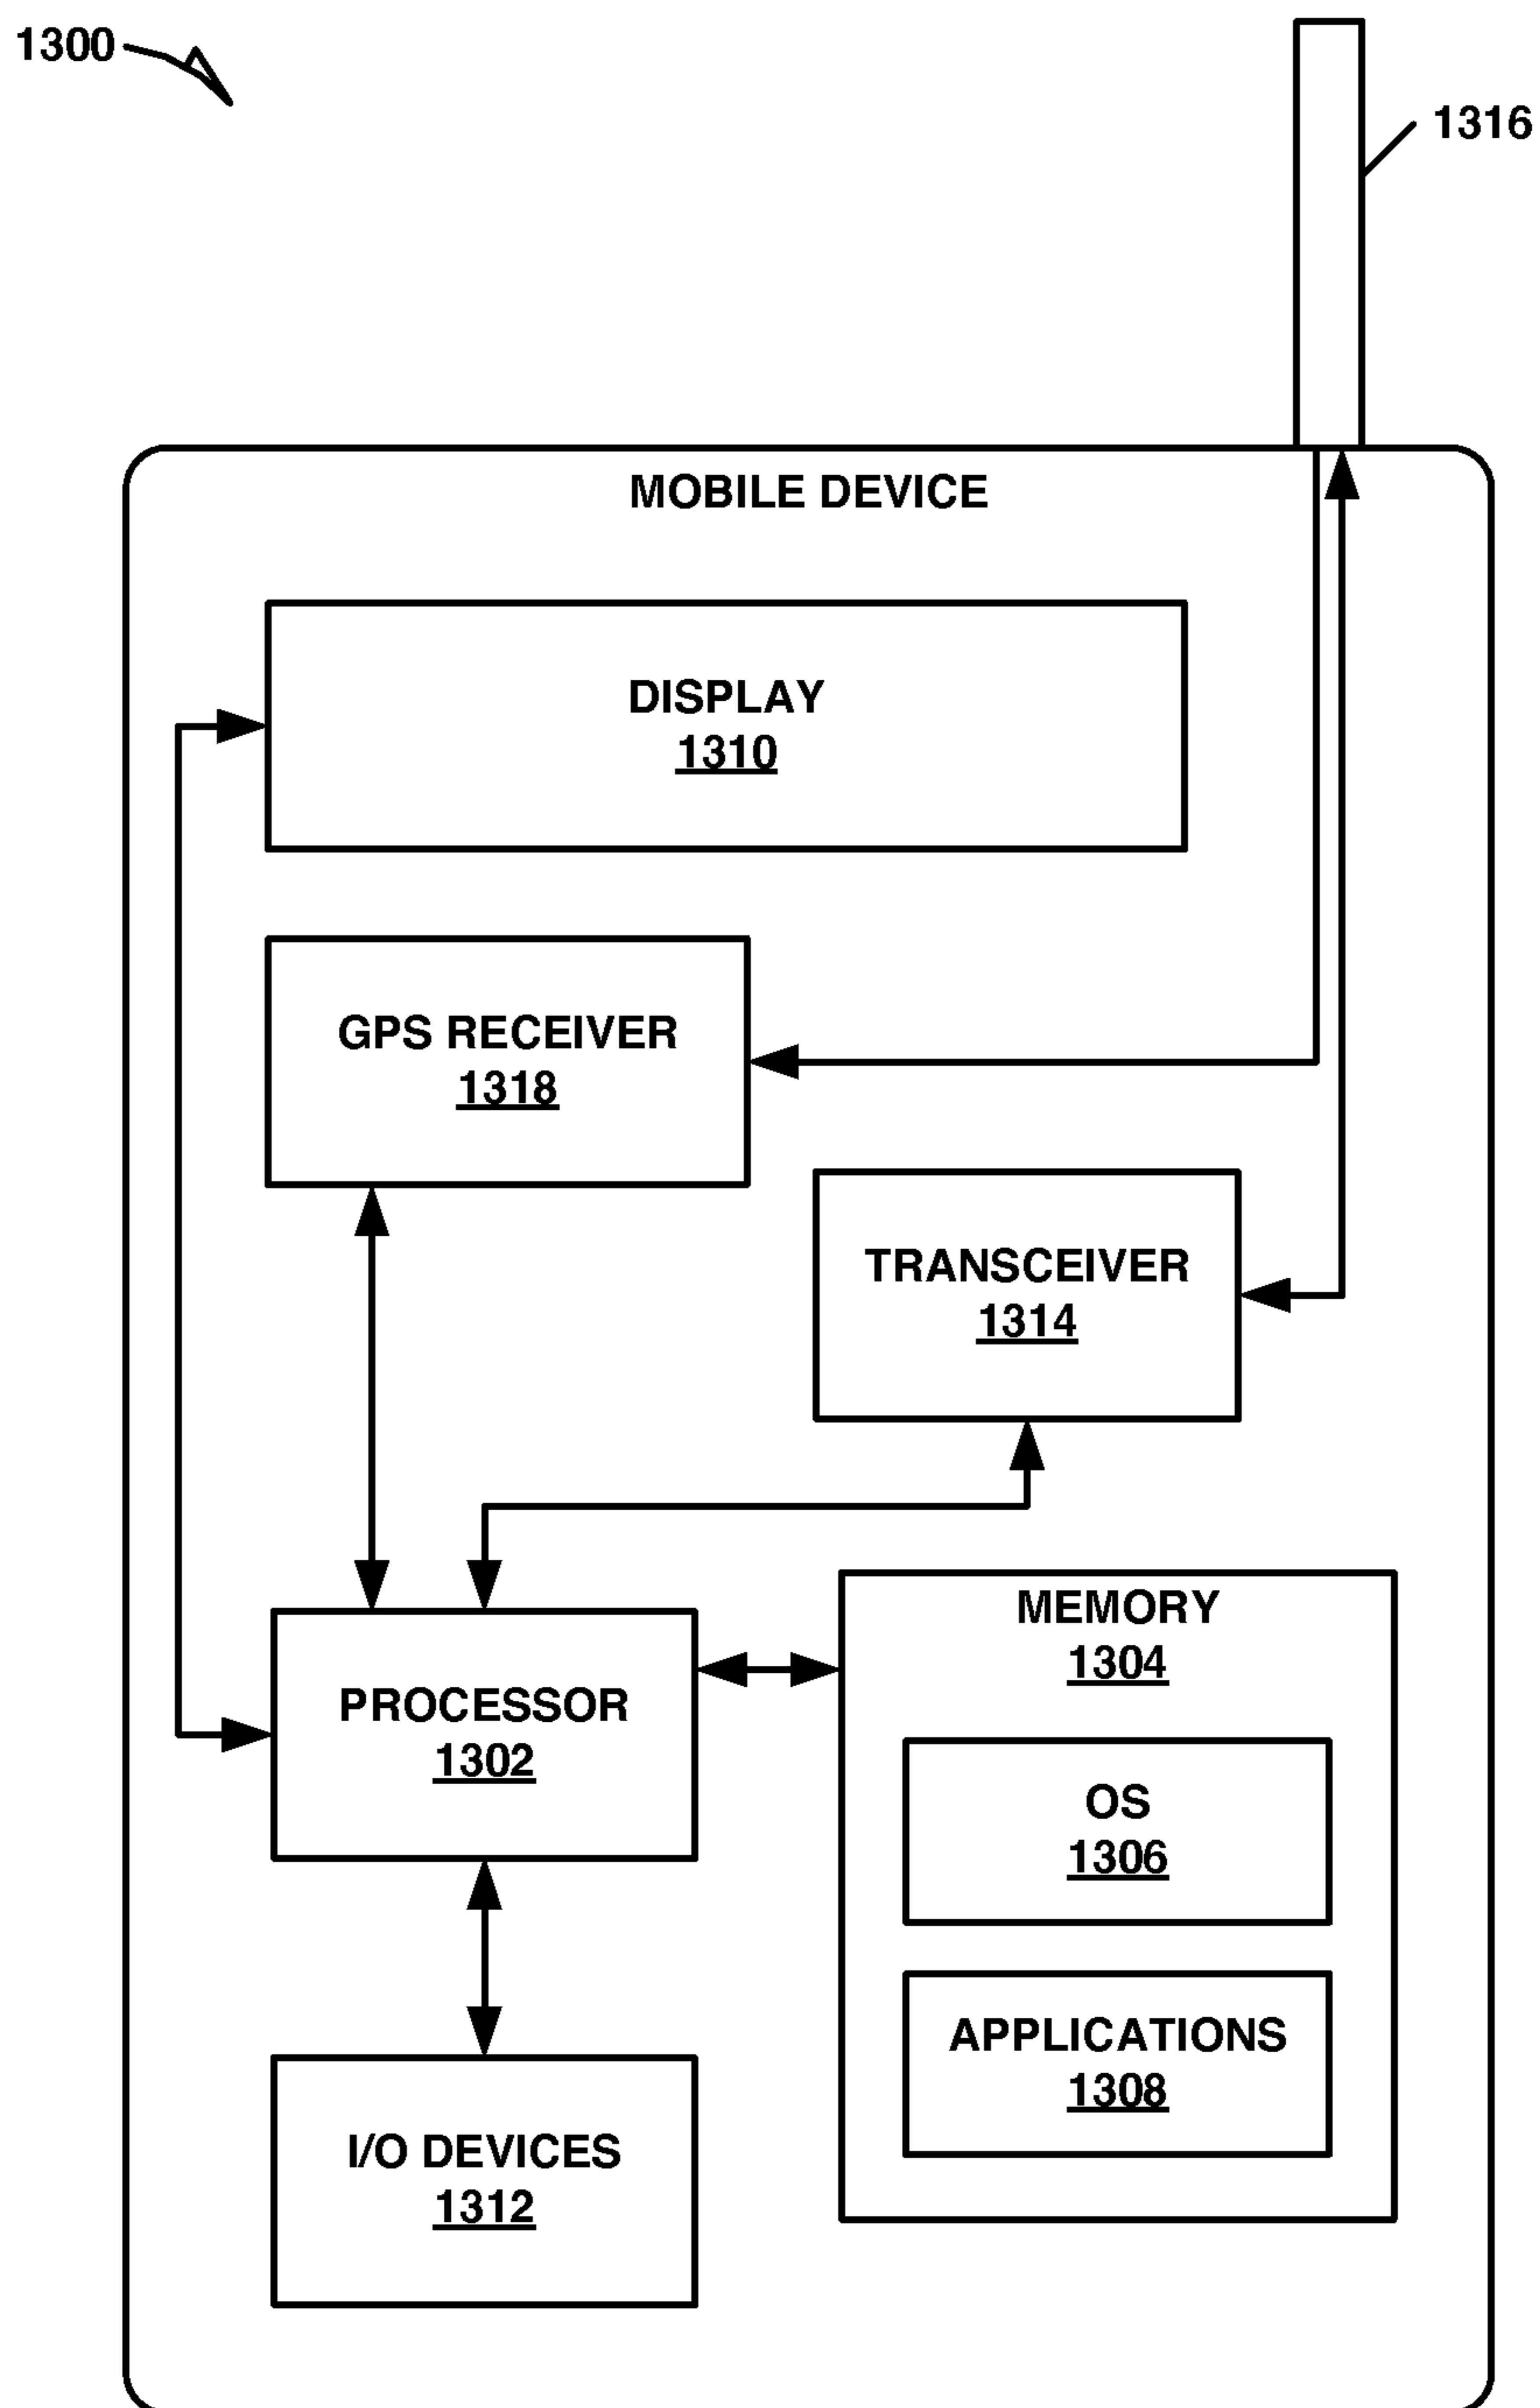 1300
1316
MOBILE DEVICE
DISPLAY
1310
GPS RECEIVER
1318
TRANSCEIVER
1314
PROCESSOR
1302
MEMORY
1304
OS
1306
APPLICATIONS
1308
I/O DEVICES
1312